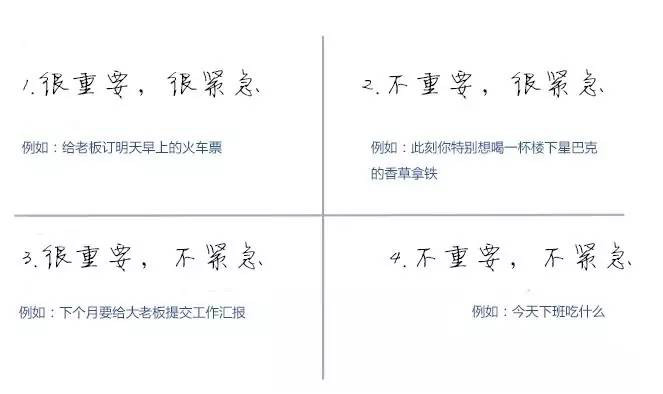 1.很重要，很紧急
例如：给老板订明天早上的火车票
2.不重要，很紧急
例如：此刻你特别想喝一杯楼下星巴克
的香草拿铁
3.很重要，不紧急
例如：下个月要给大老板提交工作汇报
4.不重要，不紧急
例如：今天下班吃什么